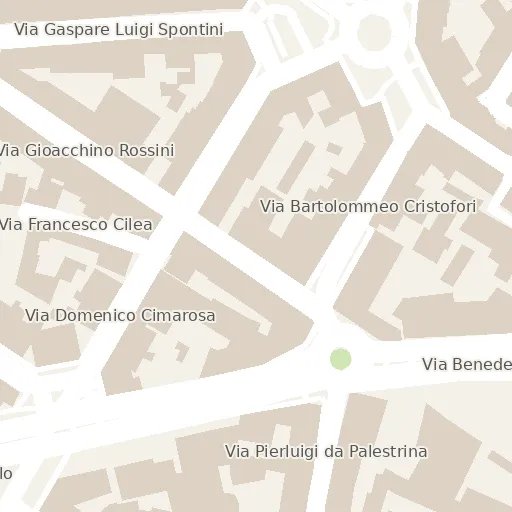 Via Gaspare Luigi Spontini
Via Gioacchino Rossini
Via Bartolommeo Cristofori
Via Francesco Cilea
Via Domenico Cimarosa
Via Benede
Via Pierluigi da Palestrina
lo